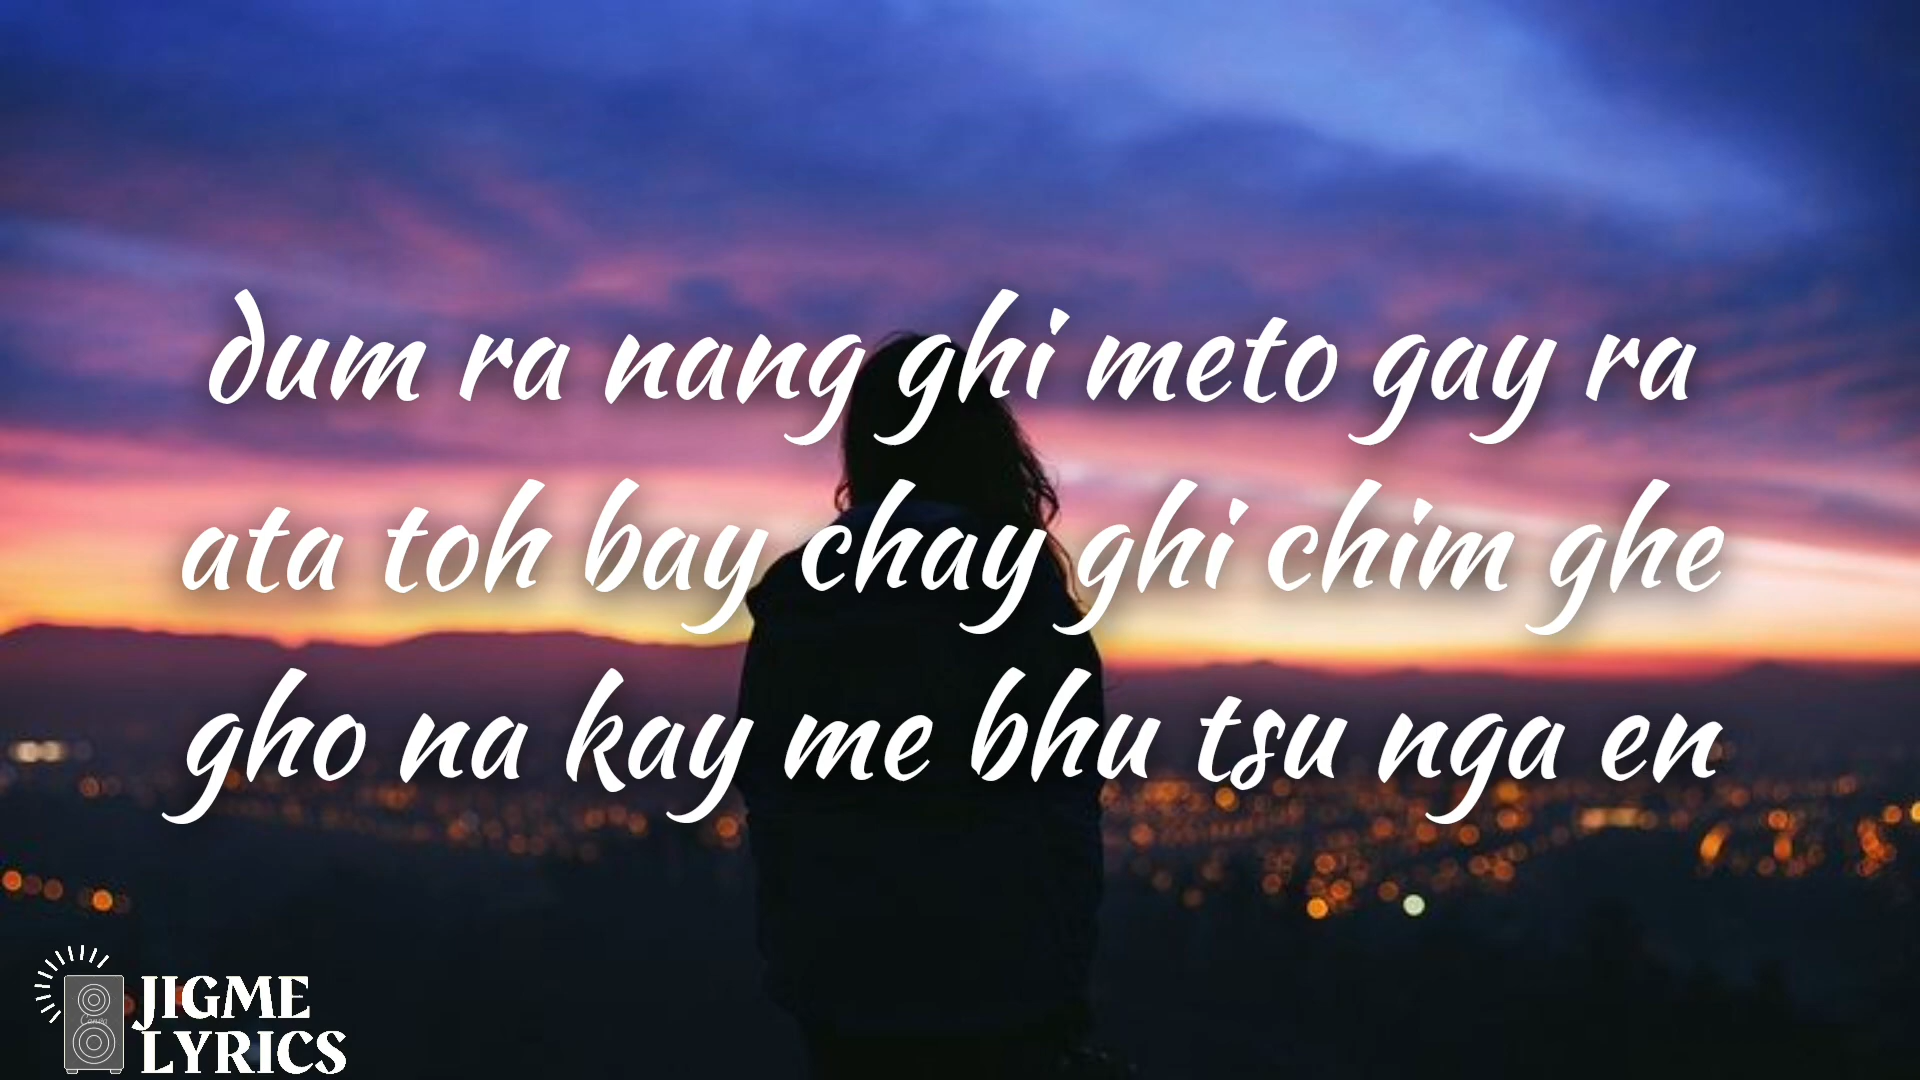 dum ra nang ghi meto gay ra
ata toh bay chay ghi chim ghe
gho na kay me bhu tsu nga en
JIGME
LYRICS